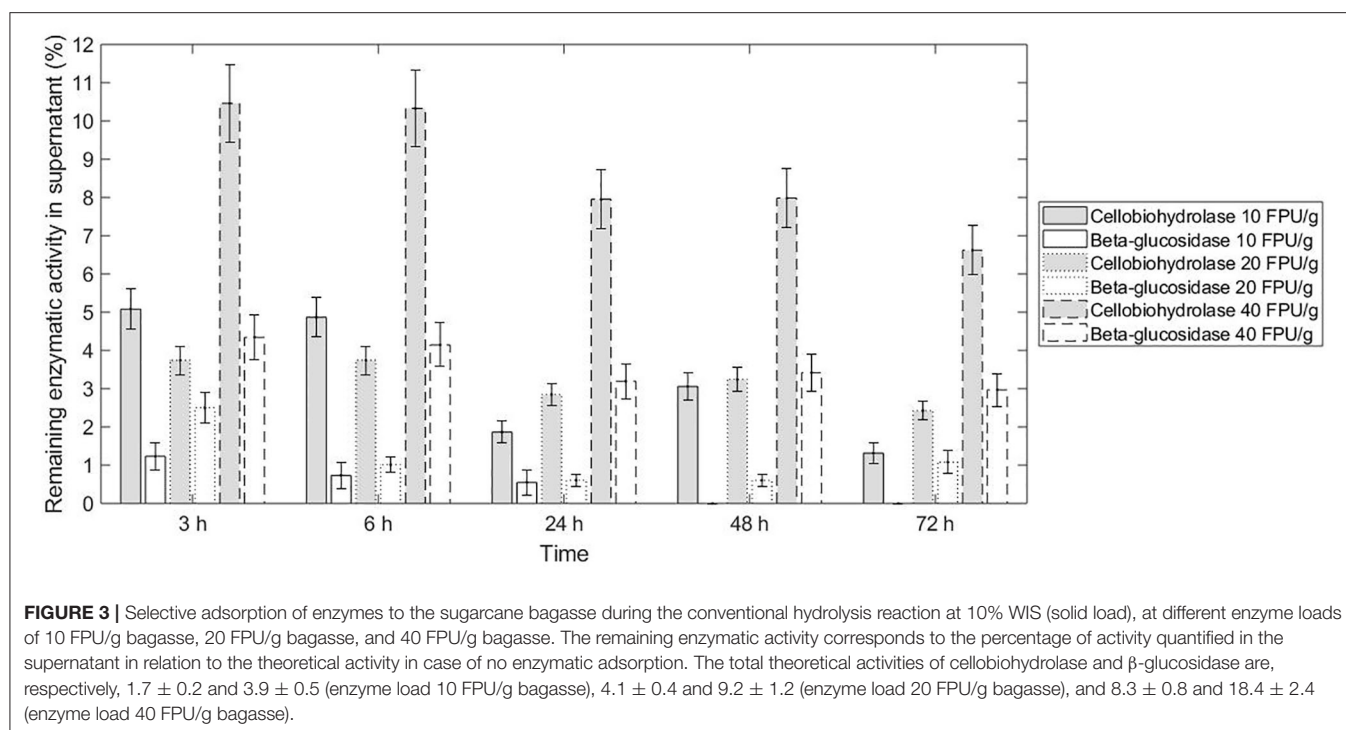 Remaining enzymatic activity in supernatant (%)
12
11
10
9
8
7
6
5
4
3
2
1
0
3 h
6 h
24 h
48 h
72 h
Time
Cellobiohydrolase 10 FPU/g
Beta-glucosidase 10 FPU/g
Cellobiohydrolase 20 FPU/g
Beta-glucosidase 20 FPU/g
Cellobiohydrolase 40 FPU/g
Beta-glucosidase 40 FPU/g
FIGURE 3 | Selective adsorption of enzymes to the sugarcane bagasse during the conventional hydrolysis reaction at 10% WIS (solid load), at different enzyme loads
of 10 FPU/g bagasse, 20 FPU/g bagasse, and 40 FPU/g bagasse. The remaining enzymatic activity corresponds to the percentage of activity quantified in the
supernatant in relation to the theoretical activity in case of no enzymatic adsorption. The total theoretical activities of cellobiohydrolase and β-glucosidase are,
respectively, 1.7 ± 0.2 and 3.9 ± 0.5 (enzyme load 10 FPU/g bagasse), 4.1 ± 0.4 and 9.2 ± 1.2 (enzyme load 20 FPU/g bagasse), and 8.3 ± 0.8 and 18.4 ± 2.4
(enzyme load 40 FPU/g bagasse).